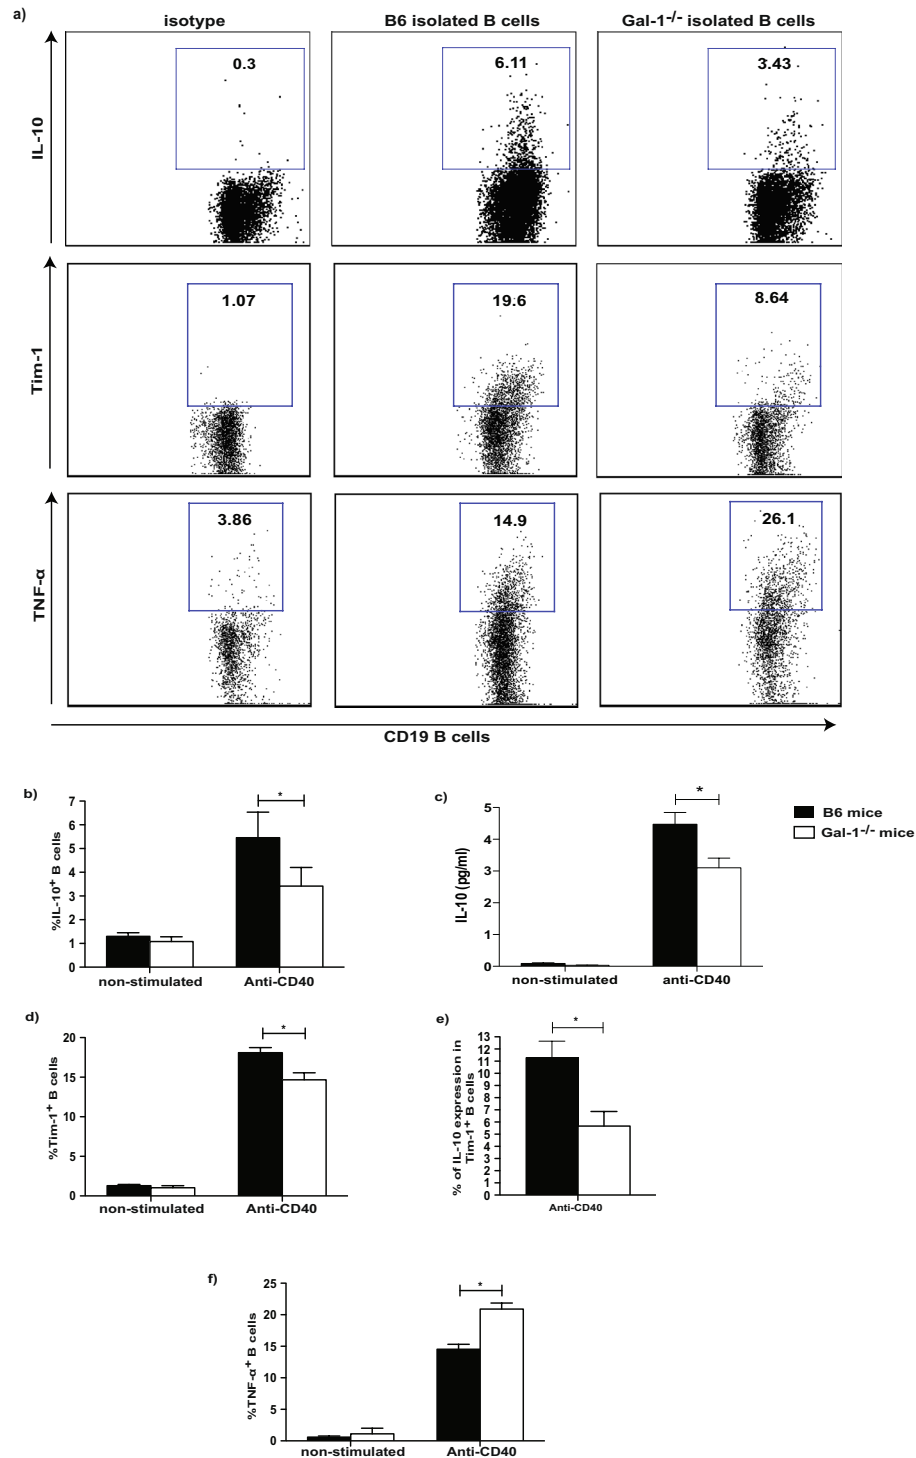 a)
isotype
B6 isolated B cells
Gal-1-/- isolated B cells
IL-10
0.3
6.11
3.43
Tim-1
1.07
19.6
8.64
TNF-α
3.86
14.9
26.1
CD19 B cells
b)
%IL-10+ B cells
7
6
5
4
3
2
1
0
*
non-stimulated
Anti-CD40
c)
IL-10 (pg/ml)
5
4
3
2
1
0
*
non-stimulated
anti-CD40
B6 mice
Gal-1-/- mice
d)
%Tim-1+ B cells
20
15
10
5
0
*
non-stimulated
Anti-CD40
e)
% of IL-10 expression in
Tim-1+ B cells
13
12
11
10
9
8
7
6
5
4
3
2
1
0
*
Anti-CD40
f)
%TNF-α+ B cells
25
20
15
10
5
0
*
non-stimulated
Anti-CD40